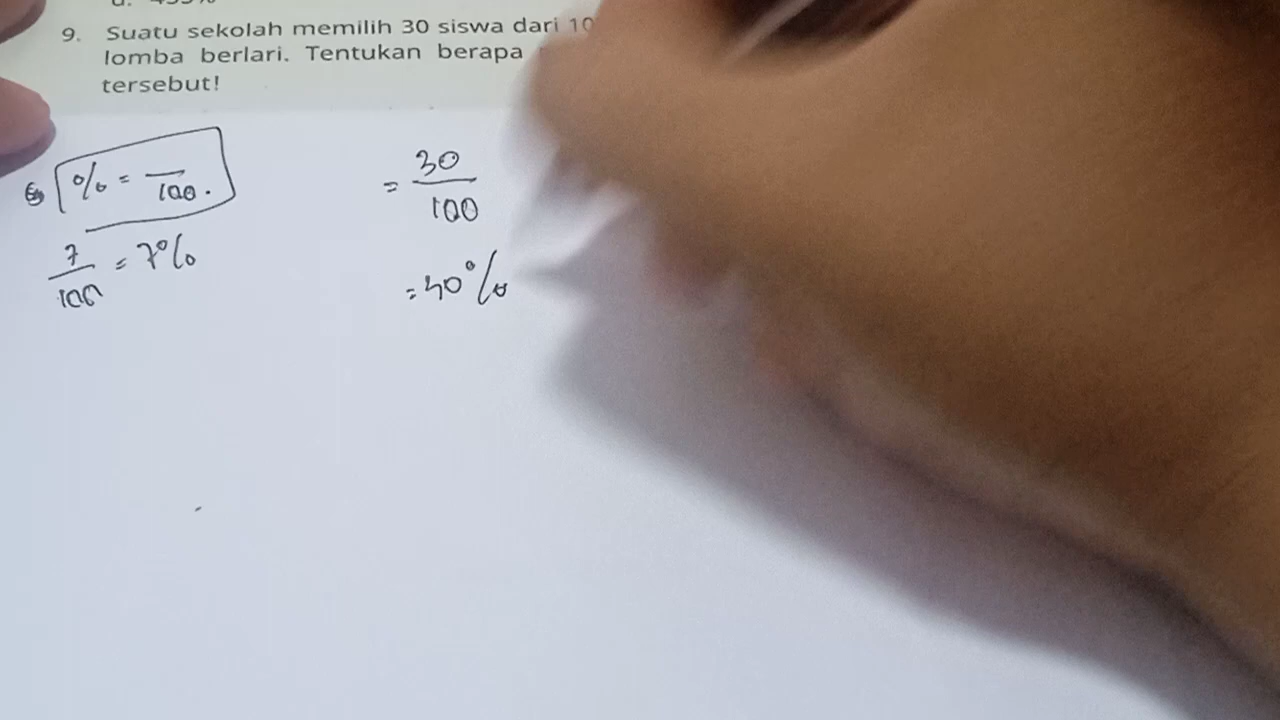 9. Suatu sekolah memilih 30 siswa dari 10
lomba berlari. Tentukan berapa
tersebut!
% = — / 100.
7/100 = 7%
= 30/100
= 30%